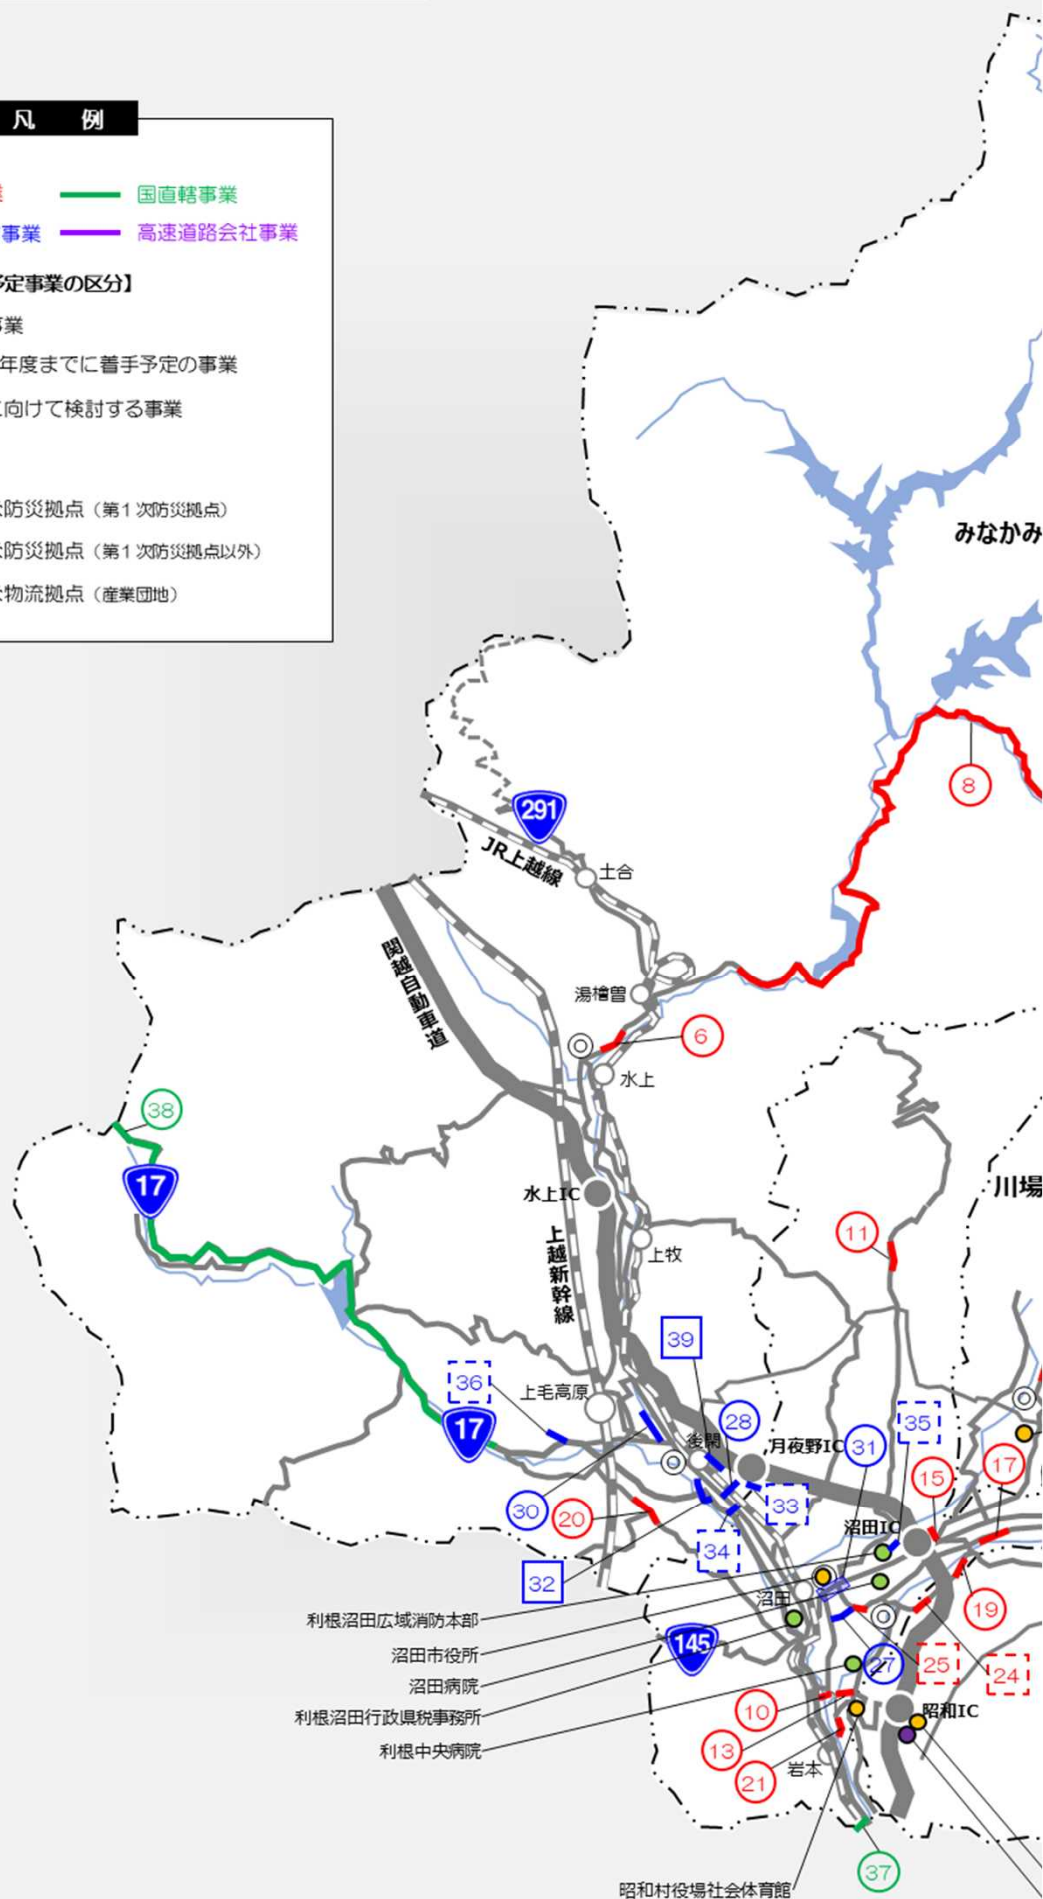 凡 例
業 国直轄事業
事業 高速道路会社事業
予定事業の区分】
事業
年度までに着手予定の事業
に向けて検討する事業
な防災拠点（第１次防災拠点）
な防災拠点（第１次防災拠点以外）
な物流拠点（産業団地）
みなかみ
8
291
JR上越線
土合
関越自動車道
湯檜曽
6
水上
38
17
水上IC
川場
11
上牧
上越新幹線
39
36
上毛高原
17
28
後閑
月夜野IC
31
35
15
17
30
20
33
沼田IC
34
32
沼田
19
利根沼田広域消防本部
145
沼田市役所
27
25
24
沼田病院
10
昭和IC
利根沼田行政県税事務所
13
利根中央病院
21
岩本
37
昭和村役場社会体育館